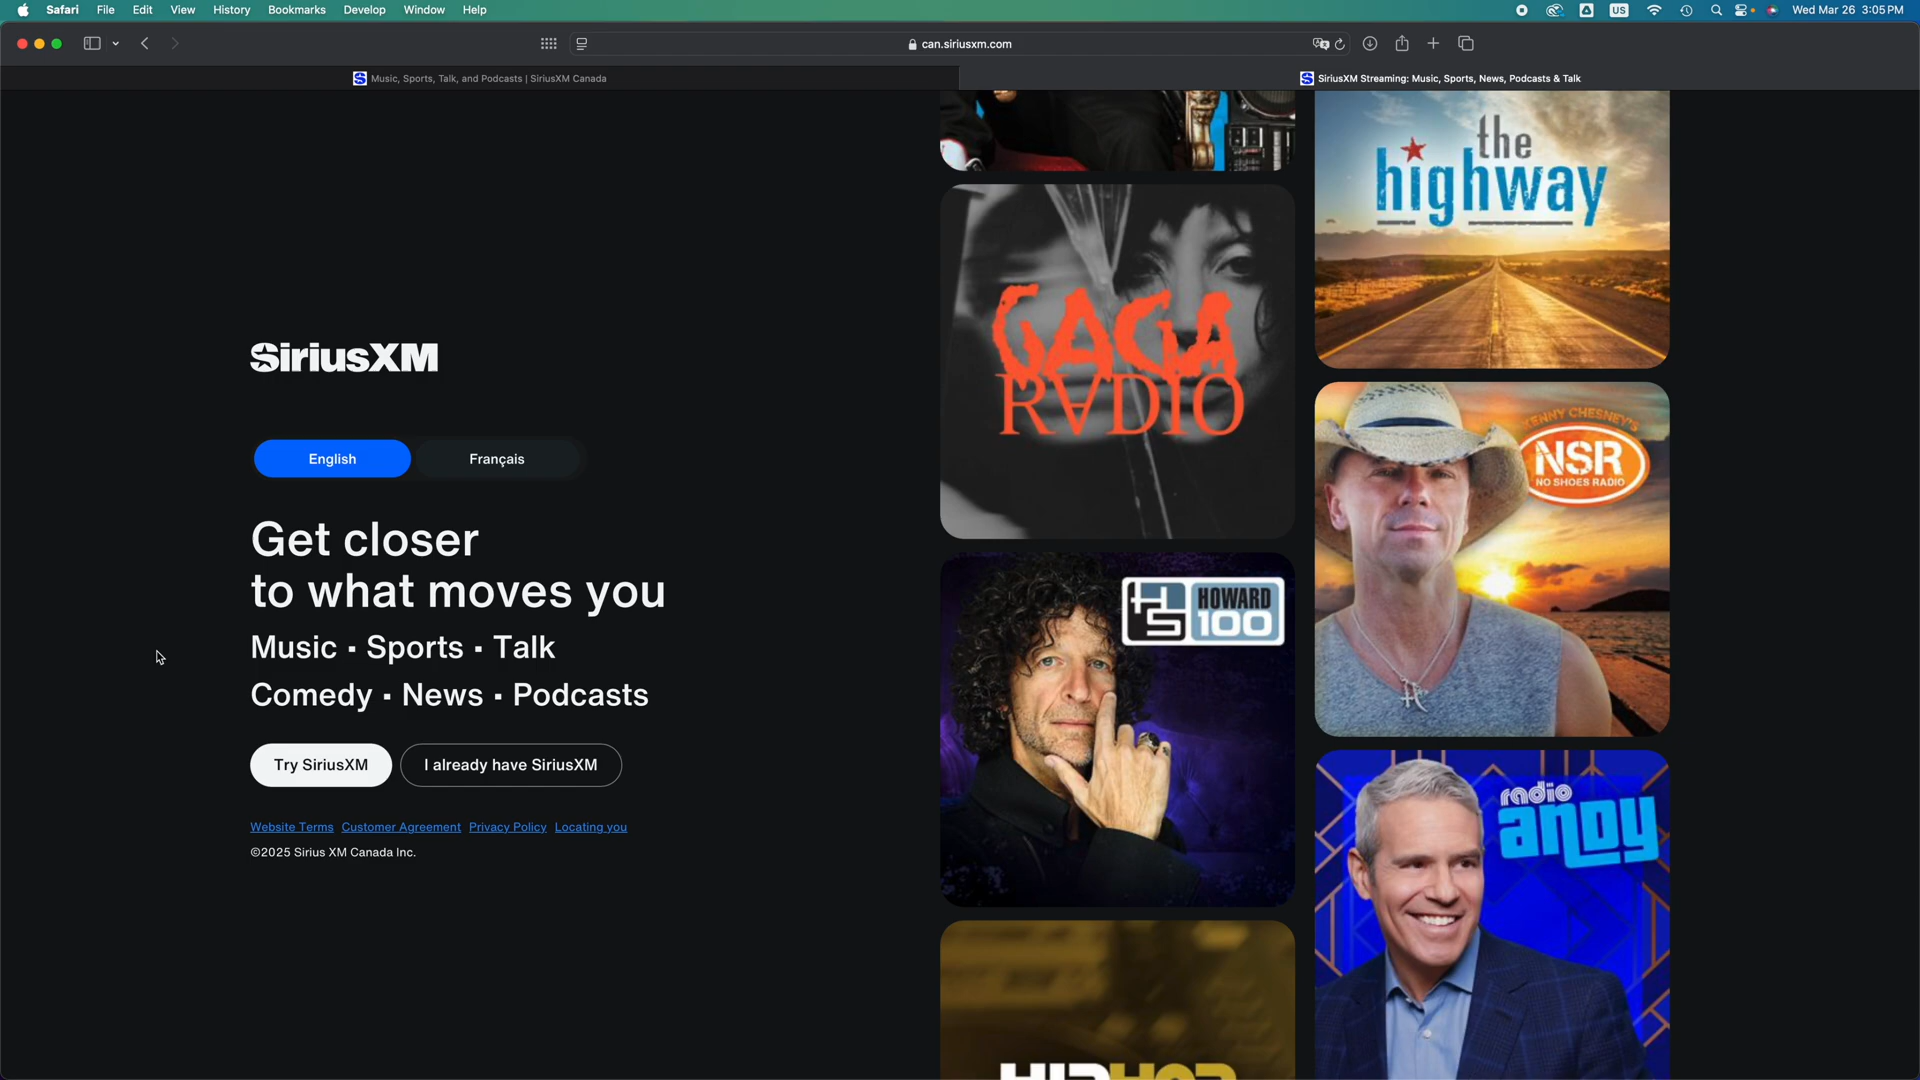 Safari File Edit View History Bookmarks Develop Window Help
US
Wed Mar 26 3:05 PM
can.siriusxm.com
Music, Sports, Talk, and Podcasts | SiriusXM Canada
SiriusXM Streaming: Music, Sports, News, Podcasts & Talk
SiriusXM
English
Français
Get closer
to what moves you
Music · Sports · Talk
Comedy · News · Podcasts
Try SiriusXM
I already have SiriusXM
Website Terms Customer Agreement Privacy Policy Locating you
©2025 Sirius XM Canada Inc.
GAGA
RADIO
HOWARD
100
HIPHOP
the
highway
KENNY CHESNEY'S
NSR
NO SHOES RADIO
radio
andy